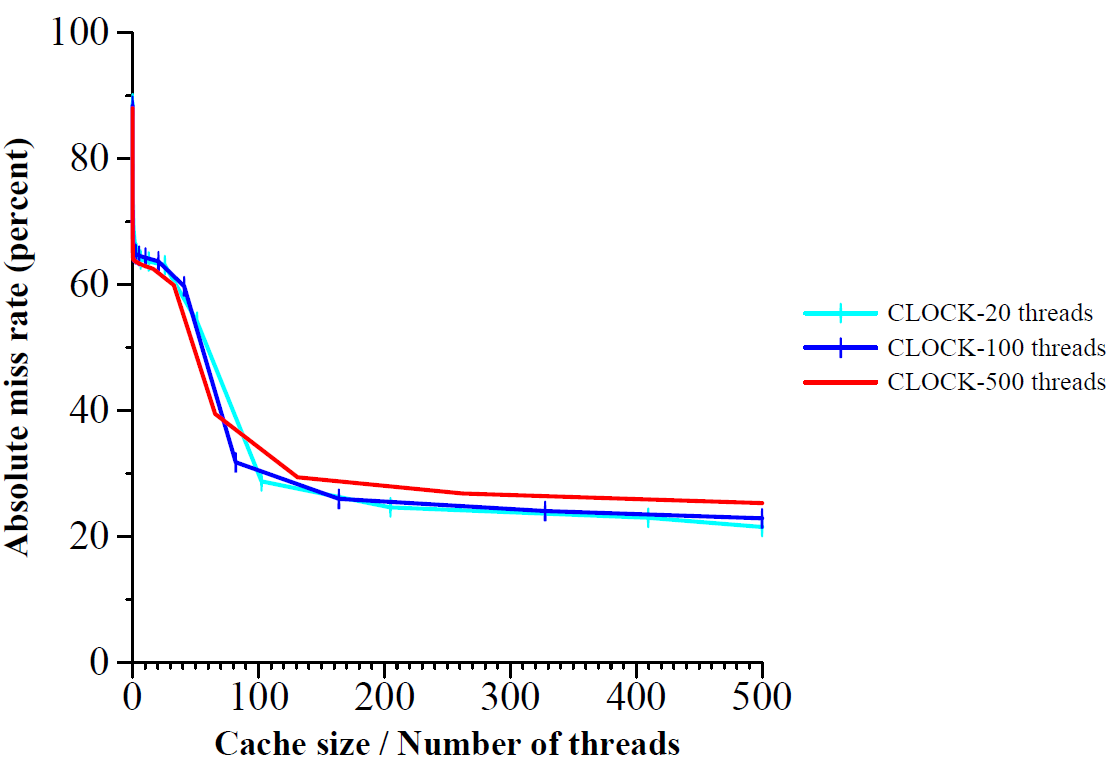 Absolute miss rate (percent)
100
80
60
40
20
0
0 100 200 300 400 500
Cache size / Number of threads
CLOCK-20 threads
CLOCK-100 threads
CLOCK-500 threads